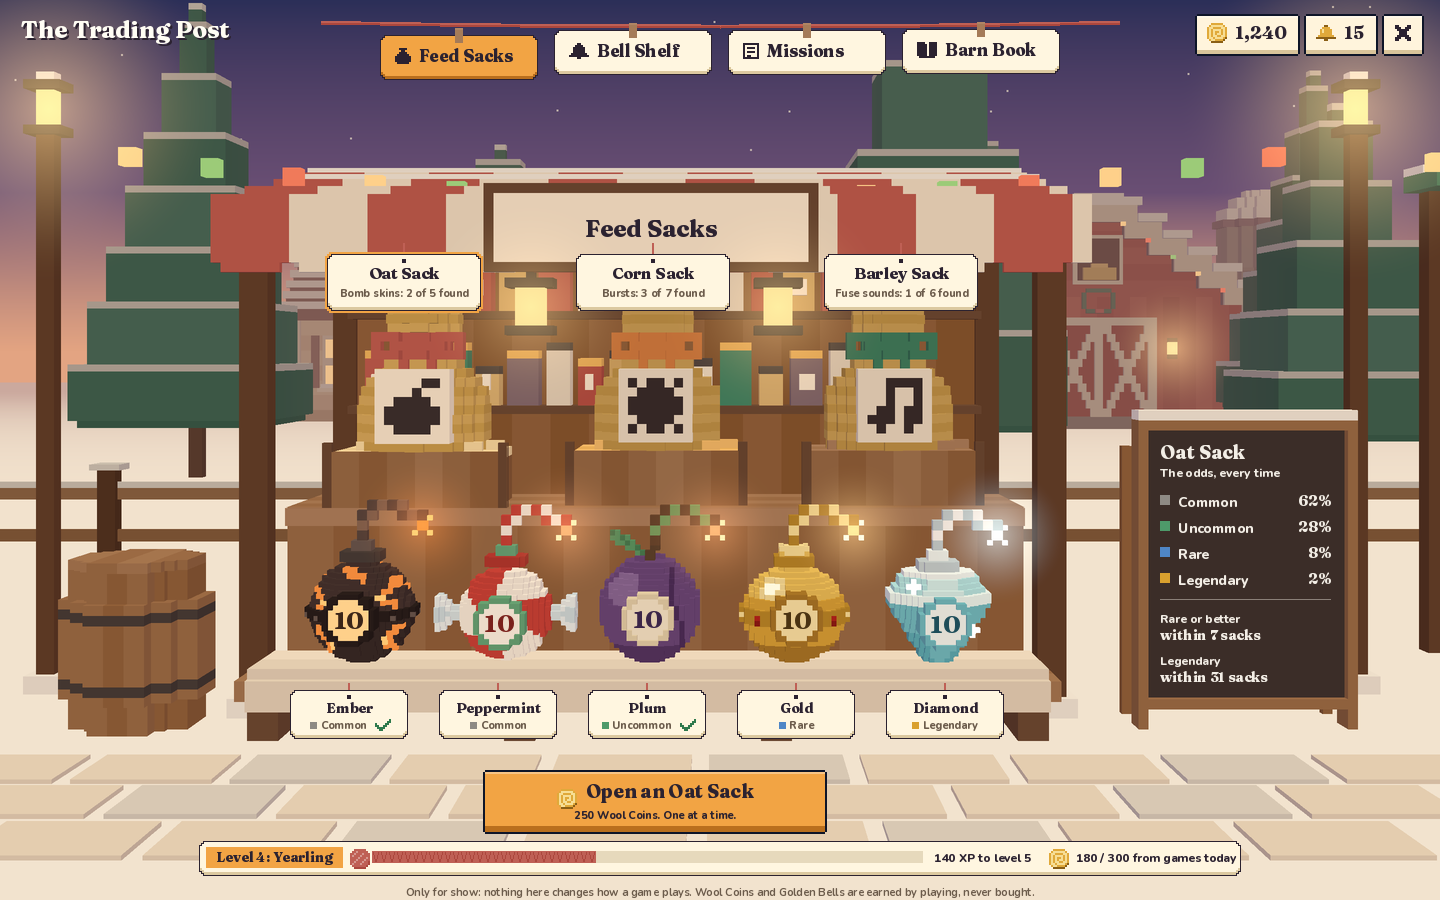 The Trading Post
Feed Sacks
Bell Shelf
Missions
Barn Book
1,240
15
Feed Sacks
Oat Sack
Bomb skins: 2 of 5 found
Corn Sack
Bursts: 3 of 7 found
Barley Sack
Fuse sounds: 1 of 6 found
Oat Sack
The odds, every time
Common 62%
Uncommon 28%
Rare 8%
Legendary 2%
Rare or better
within 7 sacks
Legendary
within 31 sacks
10
10
10
10
10
Ember
Common
Peppermint
Common
Plum
Uncommon
Gold
Rare
Diamond
Legendary
Open an Oat Sack
250 Wool Coins. One at a time.
Level 4: Yearling
140 XP to level 5
180 / 300 from games today
Only for show: nothing here changes how a game plays. Wool Coins and Golden Bells are earned by playing, never bought.